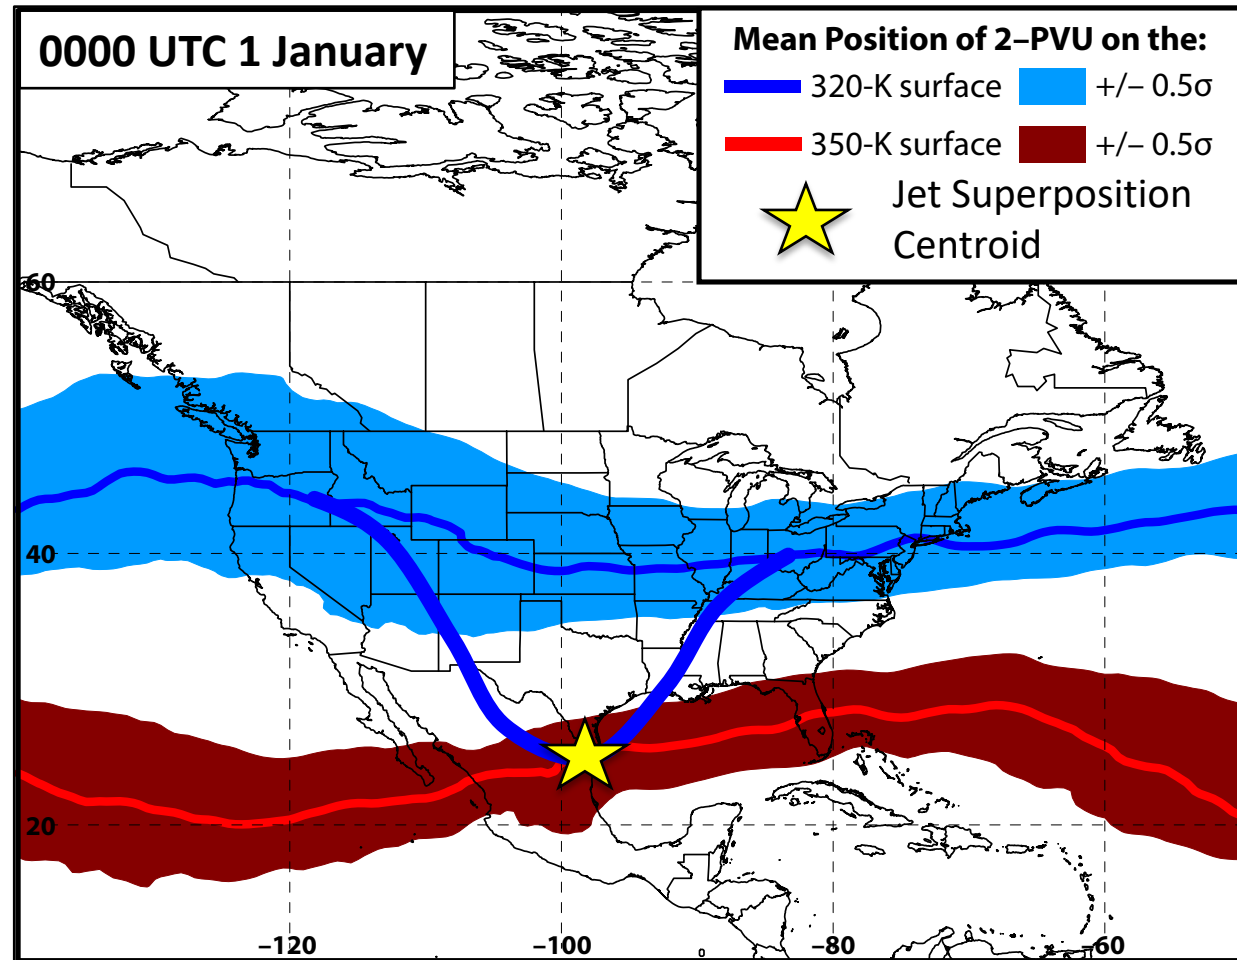 0000 UTC 1 January
Mean Position of 2–PVU on the:
320-K surface +/– 0.5σ
350-K surface +/– 0.5σ
Jet Superposition
Centroid
60
40
20
–120 –100 –80 –60